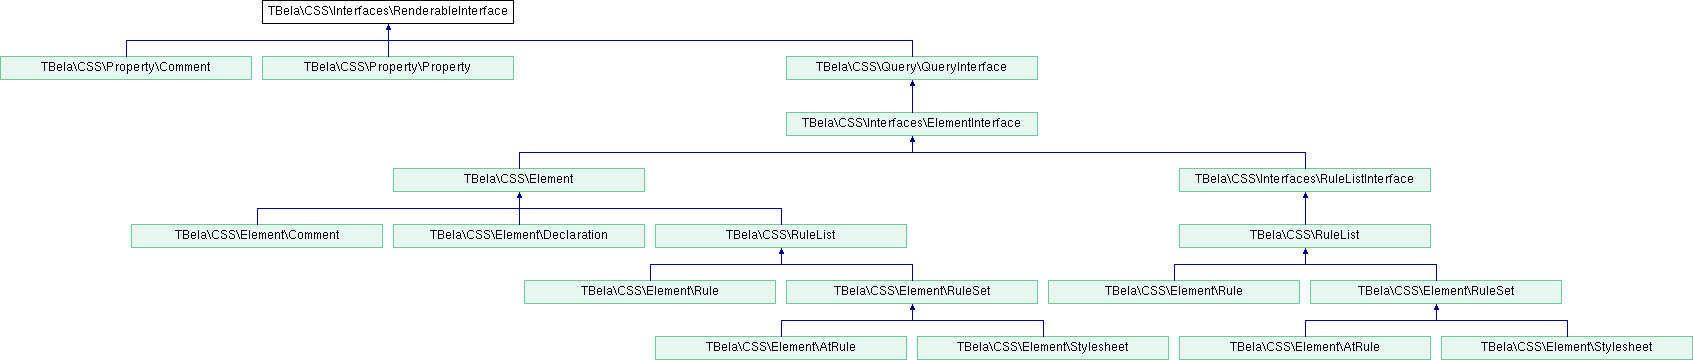 TBela\CSS\Interfaces\RenderableInterface
TBela\CSS\Property\Comment
TBela\CSS\Property\Property
TBela\CSS\Query\QueryInterface
TBela\CSS\Interfaces\ElementInterface
TBela\CSS\Element
TBela\CSS\Interfaces\RuleListInterface
TBela\CSS\Element\Comment
TBela\CSS\Element\Declaration
TBela\CSS\RuleList
TBela\CSS\RuleList
TBela\CSS\Element\Rule
TBela\CSS\Element\RuleSet
TBela\CSS\Element\Rule
TBela\CSS\Element\RuleSet
TBela\CSS\Element\AtRule
TBela\CSS\Element\Stylesheet
TBela\CSS\Element\AtRule
TBela\CSS\Element\Stylesheet